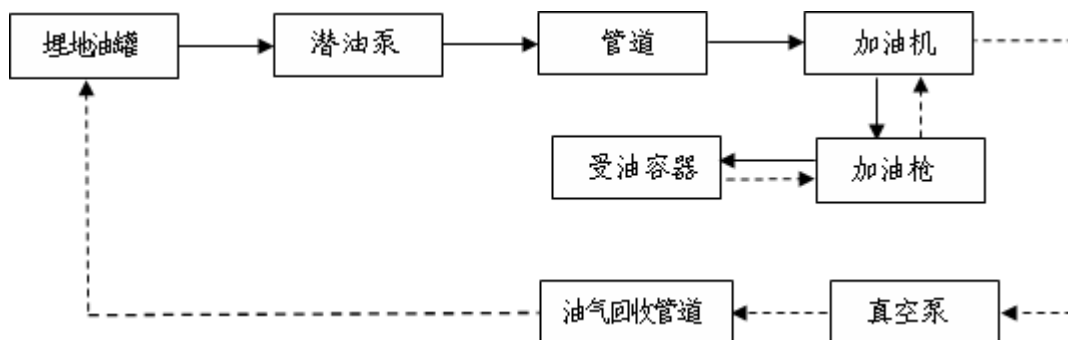 埋地油罐
潜油泵
管道
加油机
受油容器
加油枪
油气回收管道
真空泵